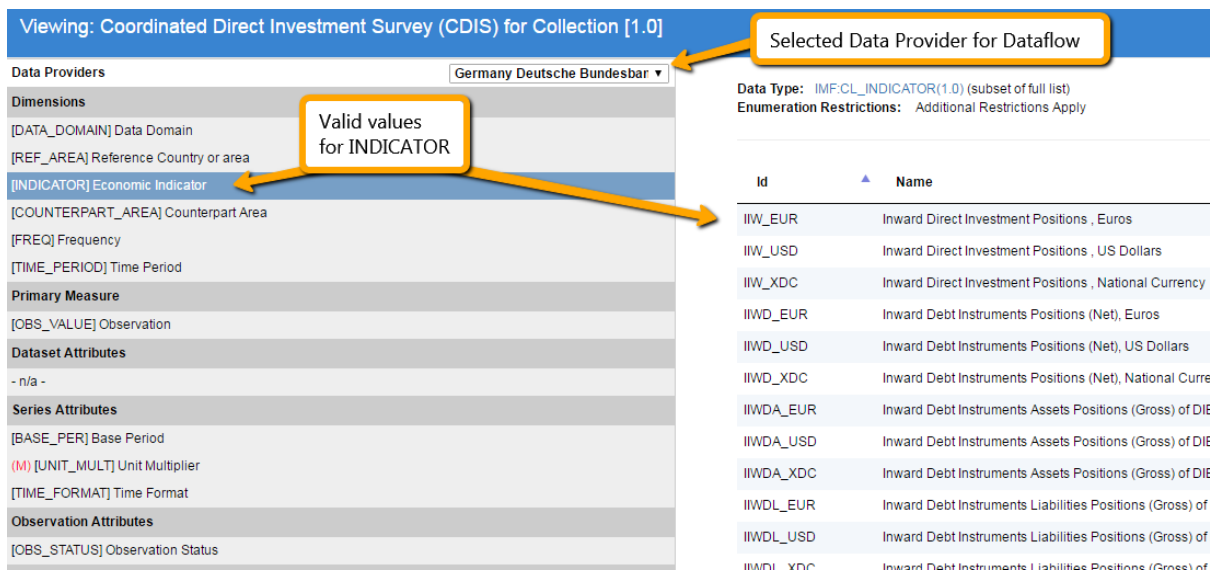 Viewing: Coordinated Direct Investment Survey (CDIS) for Collection [1.0]
Selected Data Provider for Dataflow
Data Providers
Germany Deutsche Bundesbar
Dimensions
[DATA_DOMAIN] Data Domain
[REF_AREA] Reference Country or area
[INDICATOR] Economic Indicator
[COUNTERPART_AREA] Counterpart Area
[FREQ] Frequency
[TIME_PERIOD] Time Period
Primary Measure
[OBS_VALUE] Observation
Dataset Attributes
- n/a -
Series Attributes
[BASE_PER] Base Period
(M) [UNIT_MULT] Unit Multiplier
[TIME_FORMAT] Time Format
Observation Attributes
[OBS_STATUS] Observation Status
Valid values
for INDICATOR
Data Type: IMF:CL_INDICATOR(1.0) (subset of full list)
Enumeration Restrictions: Additional Restrictions Apply
Id Name
IIW_EUR Inward Direct Investment Positions , Euros
IIW_USD Inward Direct Investment Positions , US Dollars
IIW_XDC Inward Direct Investment Positions , National Currency
IIWD_EUR Inward Debt Instruments Positions (Net), Euros
IIWD_USD Inward Debt Instruments Positions (Net), US Dollars
IIWD_XDC Inward Debt Instruments Positions (Net), National Curre
IIWDA_EUR Inward Debt Instruments Assets Positions (Gross) of DIE
IIWDA_USD Inward Debt Instruments Assets Positions (Gross) of DIE
IIWDA_XDC Inward Debt Instruments Assets Positions (Gross) of DIE
IIWDL_EUR Inward Debt Instruments Liabilities Positions (Gross) of
IIWDL_USD Inward Debt Instruments Liabilities Positions (Gross) of
IIWDL_XDC Inward Debt Instruments Liabilities Positions (Gross) of